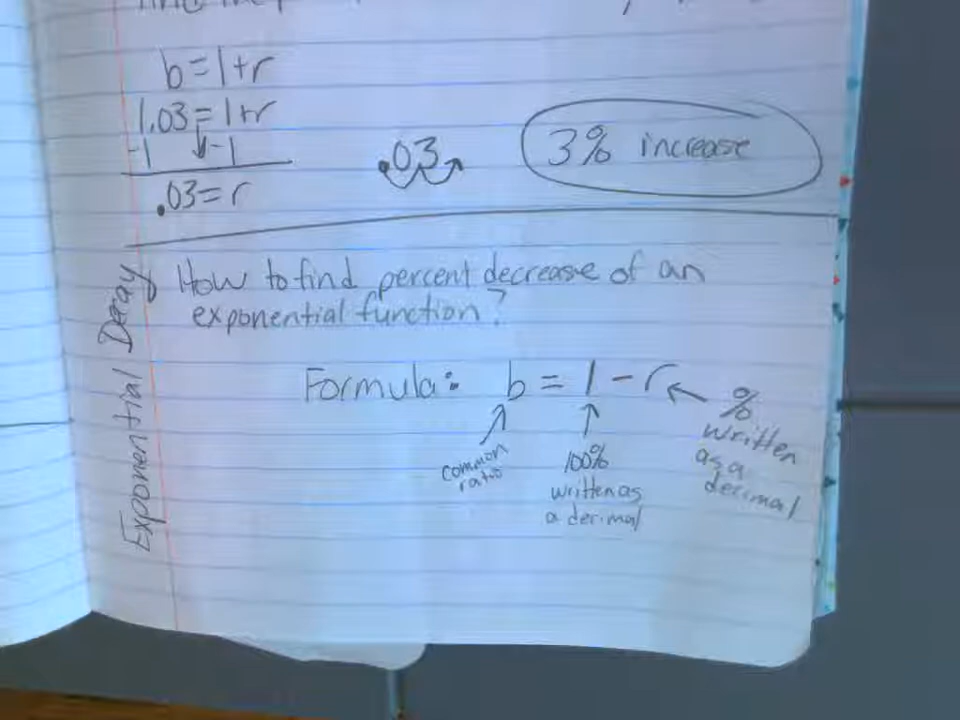 b = 1+r
1.03 = 1+r
-1 -1
.03 = r
.03
3% increase
Exponential Decay
How to find percent decrease of an
exponential function?
Formula: b = 1 - r
common
ratio
100%
written as
a decimal
%
written
as a
decimal